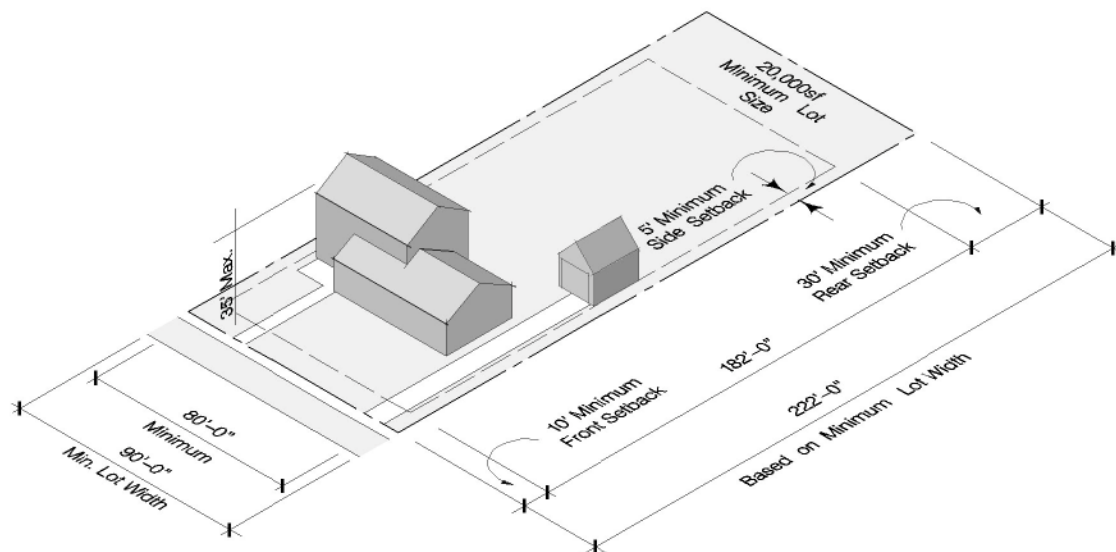 20,000sf
Minimum Lot
Size
5' Minimum
Side Setback
35' Max.
30' Minimum
Rear Setback
182'-0"
222'-0"
Based on Minimum Lot Width
10' Minimum
Front Setback
80'-0"
Minimum
90'-0"
Min. Lot Width